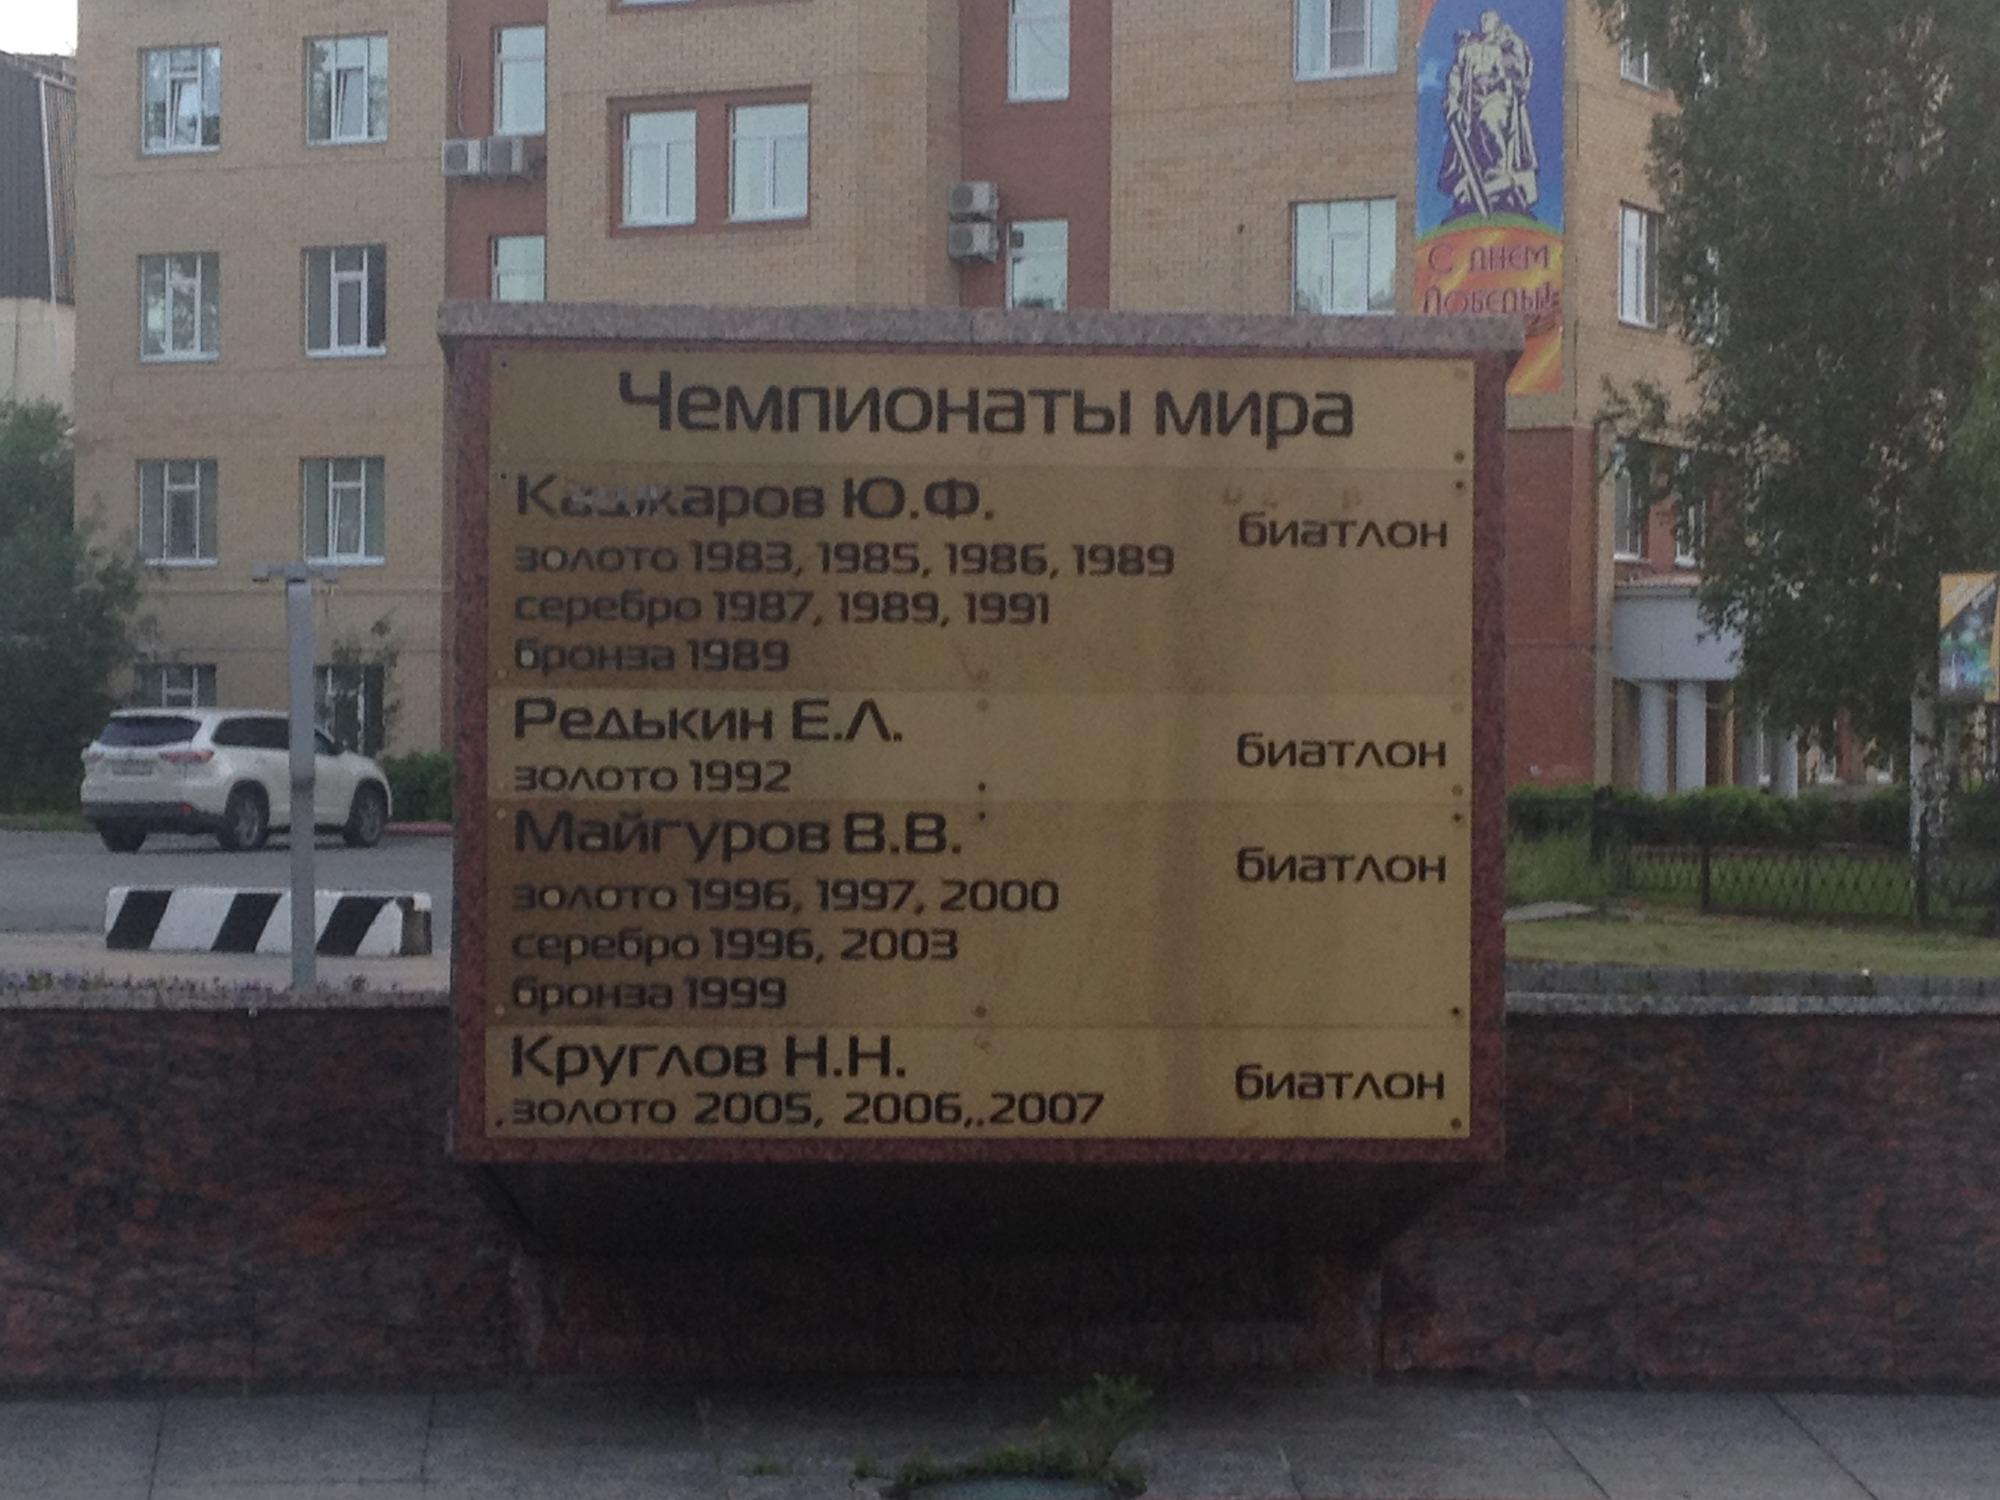 С ДНЕМ
ПОБЕДЫ!
Чемпионаты мира
Кашкаров Ю.Ф.
биатлон
золото 1983, 1985, 1986, 1989
серебро 1987, 1989, 1991
бронза 1989
Редькин Е.Л.
биатлон
золото 1992
Майгуров В.В.
биатлон
золото 1996, 1997, 2000
серебро 1996, 2003
бронза 1999
Круглов Н.Н.
биатлон
золото 2005, 2006, 2007